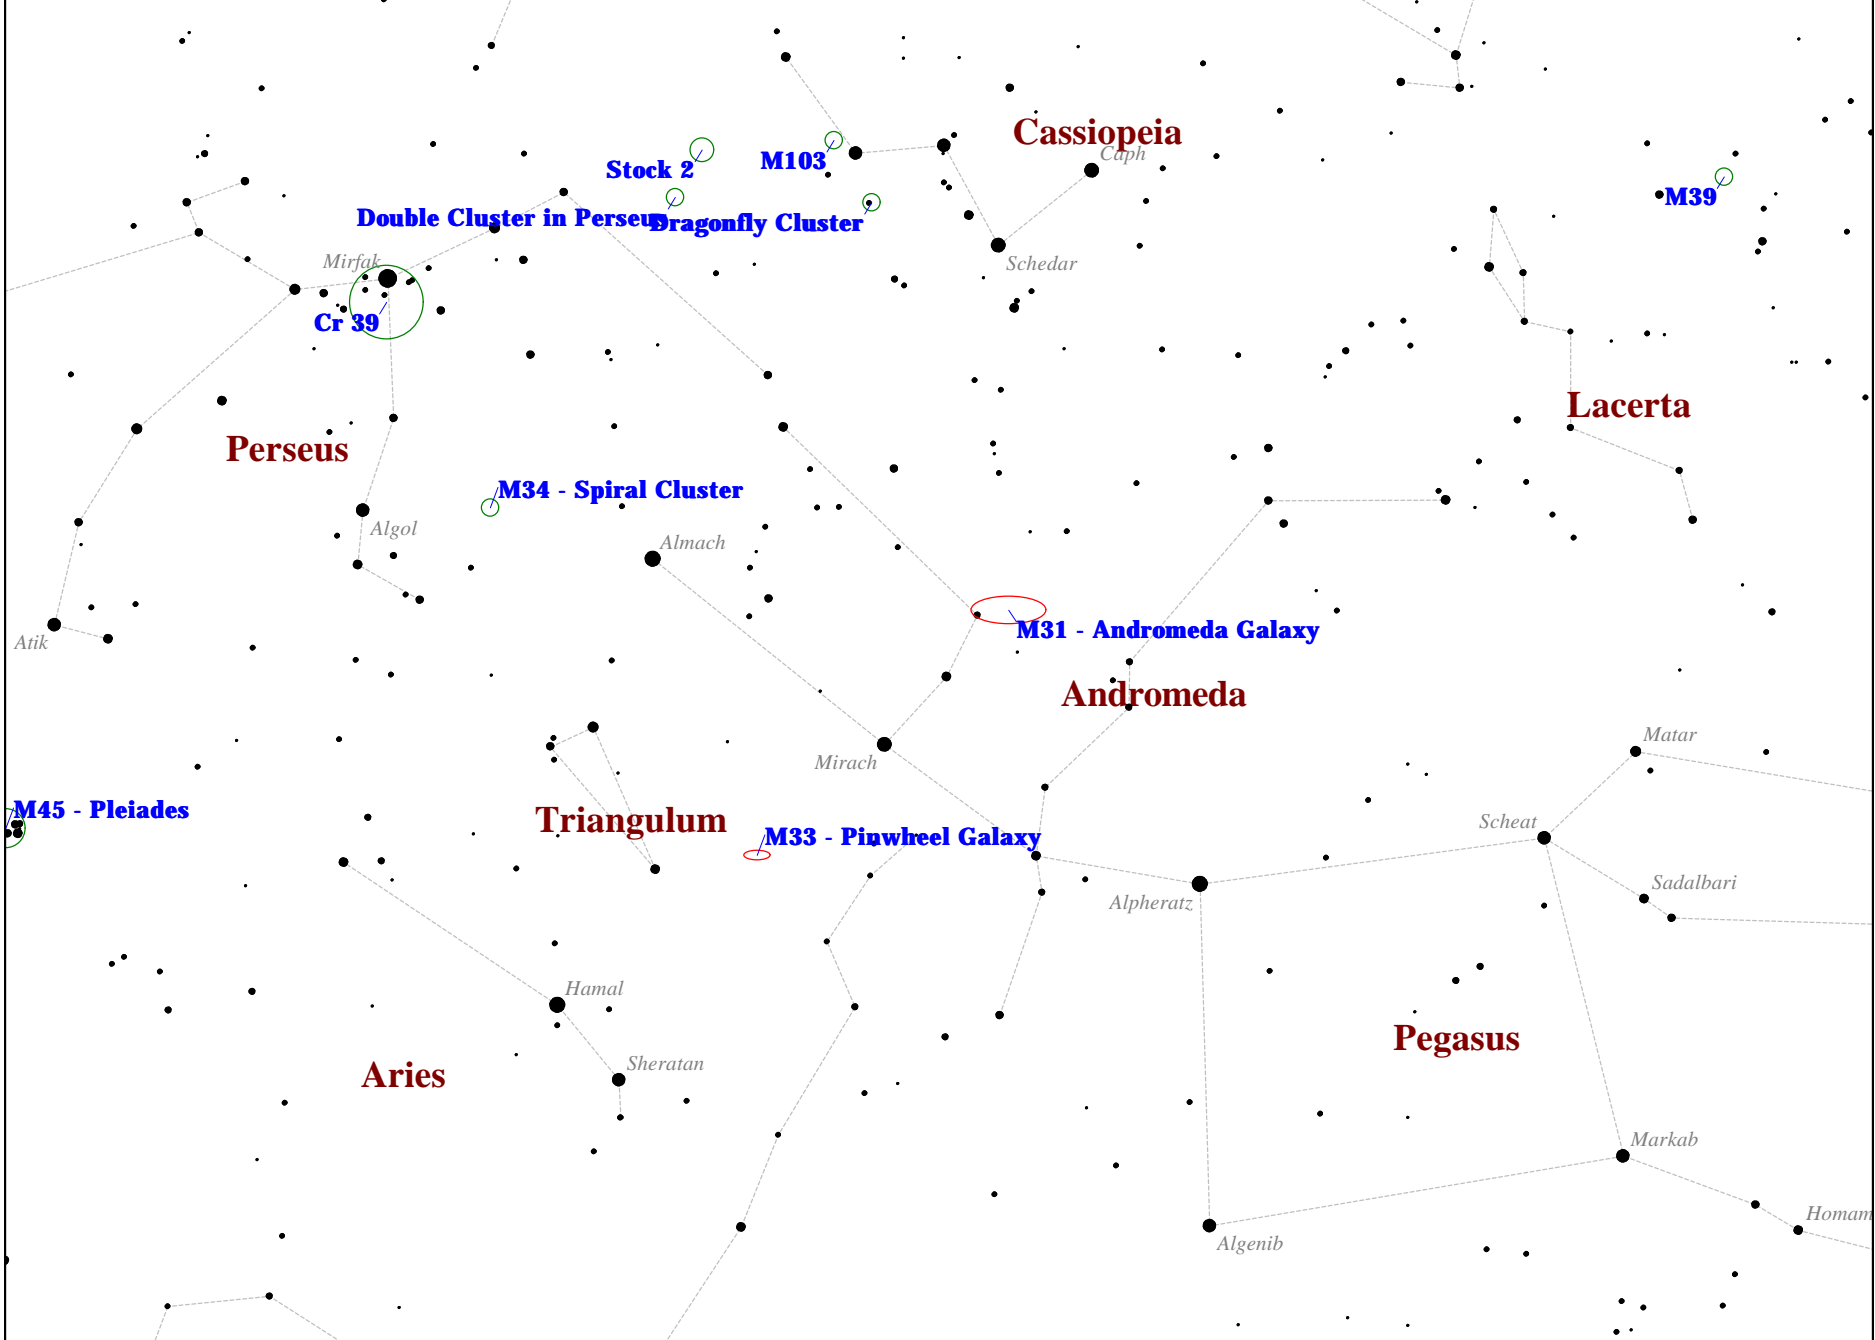 Cassiopeia
Caph
M103
Stock 2
M39
Double Cluster in Perseus
Dragonfly Cluster
Mirfak
Schedar
Cr 39
Lacerta
Perseus
M34 - Spiral Cluster
Algol
Almach
M31 - Andromeda Galaxy
Atik
Andromeda
Matar
Mirach
M45 - Pleiades
Triangulum
Scheat
M33 - Pinwheel Galaxy
Sadalbari
Alpheratz
Hamal
Pegasus
Sheratan
Aries
Markab
Homam
Algenib